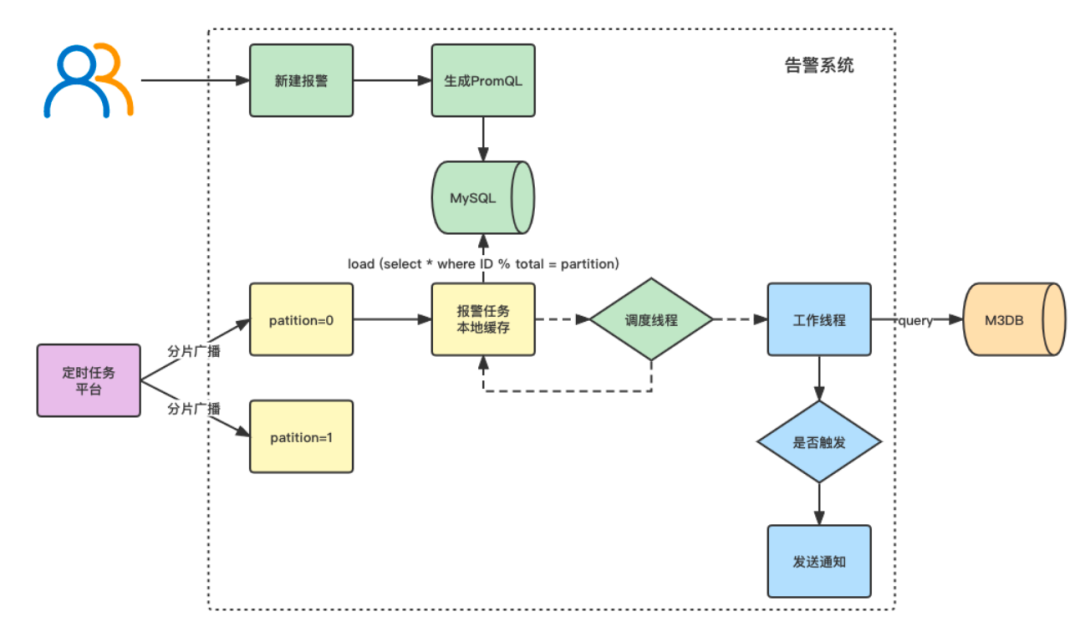 告警系统
新建报警
生成PromQL
MySQL
load (select * where ID % total = partition)
patition=0
报警任务
本地缓存
调度线程
工作线程
query
M3DB
分片广播
定时任务
平台
分片广播
patition=1
是否触发
发送通知